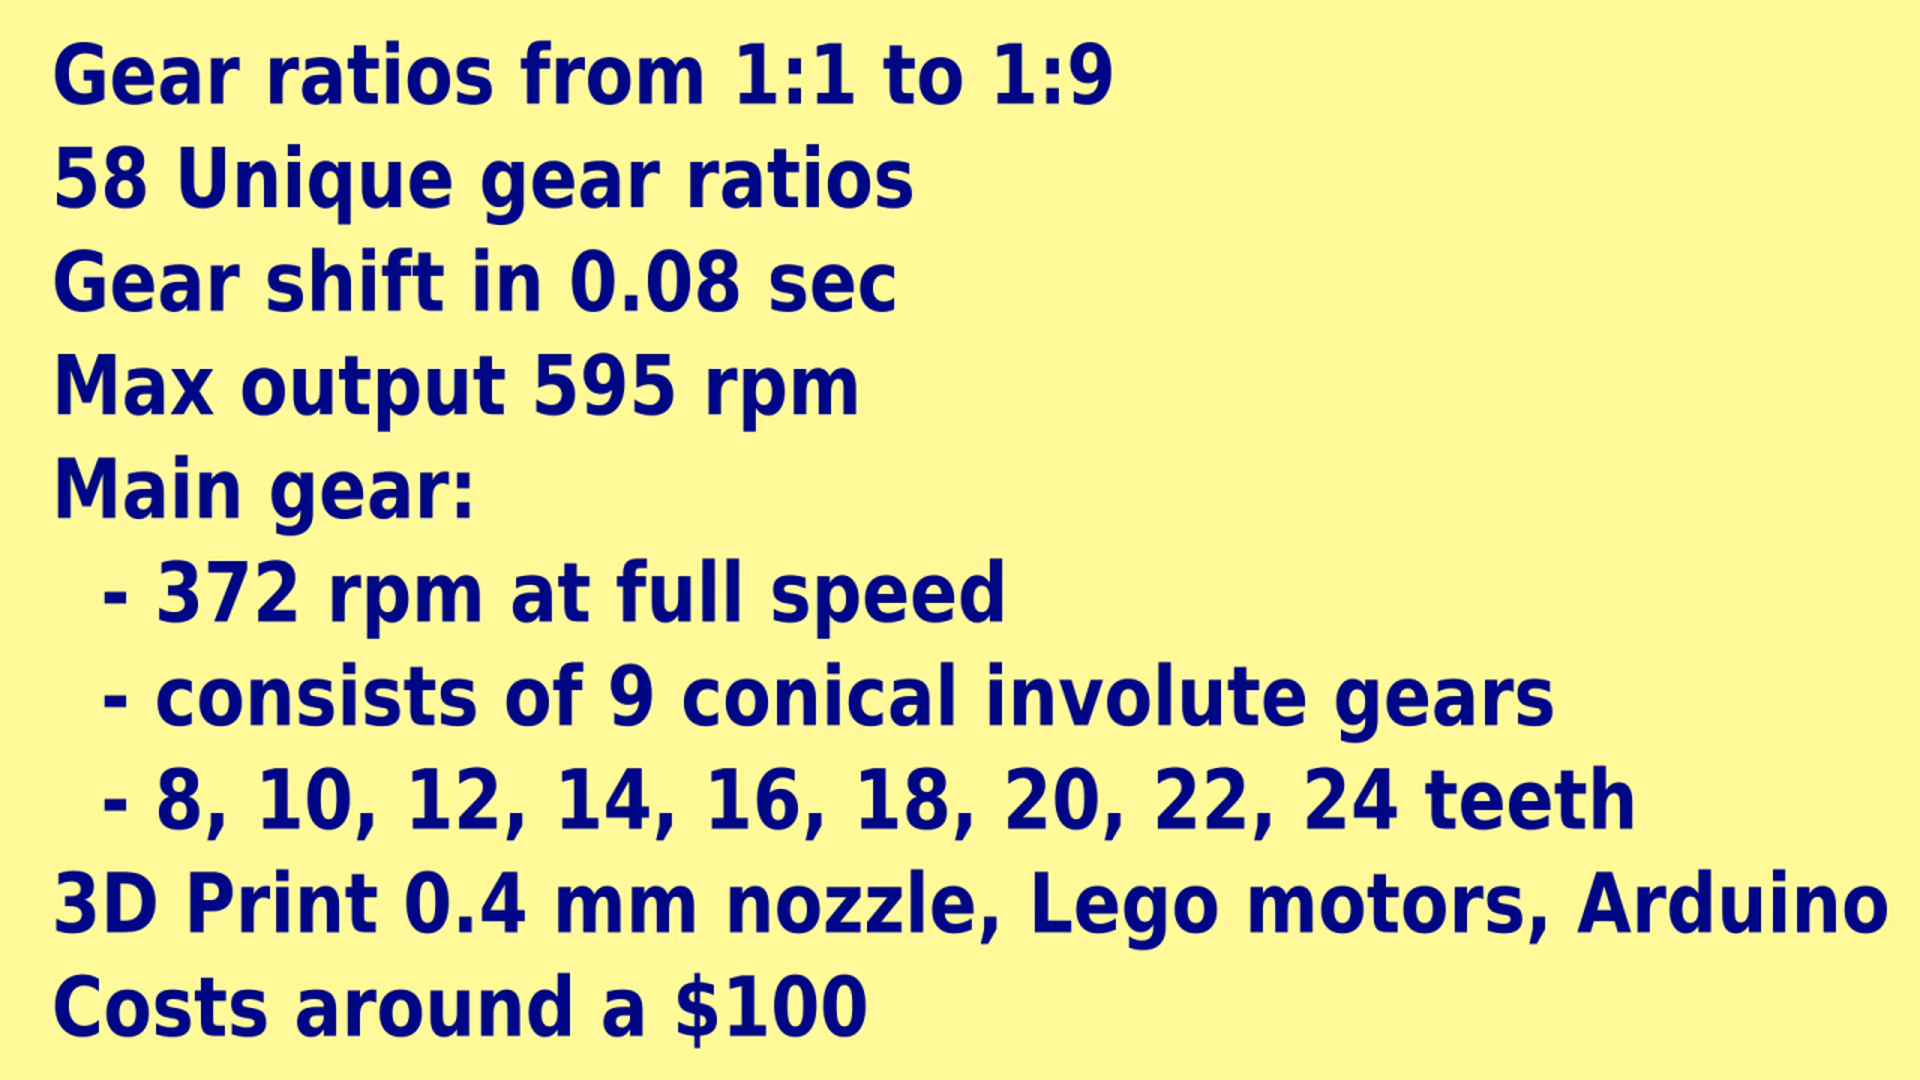 Gear ratios from 1:1 to 1:9
58 Unique gear ratios
Gear shift in 0.08 sec
Max output 595 rpm
Main gear:
- 372 rpm at full speed
- consists of 9 conical involute gears
- 8, 10, 12, 14, 16, 18, 20, 22, 24 teeth
3D Print 0.4 mm nozzle, Lego motors, Arduino
Costs around a $100